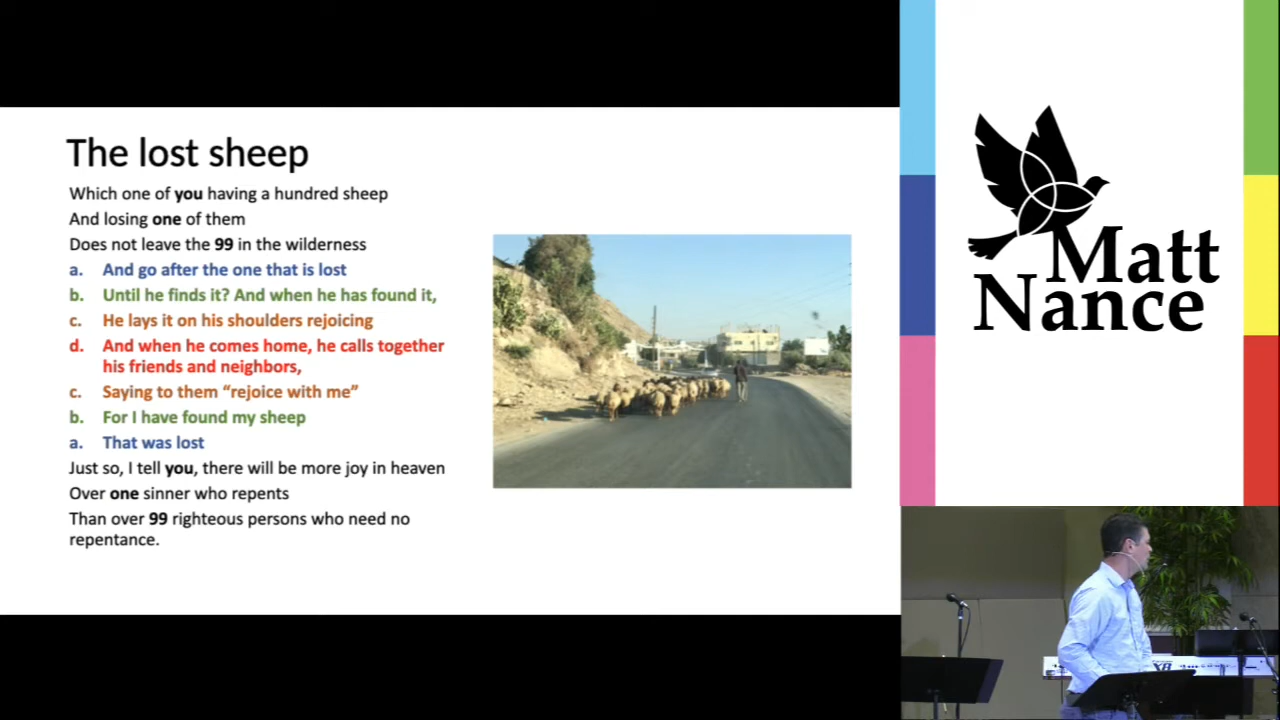 The lost sheep
Which one of you having a hundred sheep
And losing one of them
Does not leave the 99 in the wilderness
a. And go after the one that is lost
b. Until he finds it? And when he has found it,
c. He lays it on his shoulders rejoicing
d. And when he comes home, he calls together
his friends and neighbors,
c. Saying to them “rejoice with me”
b. For I have found my sheep
a. That was lost
Just so, I tell you, there will be more joy in heaven
Over one sinner who repents
Than over 99 righteous persons who need no
repentance.
Matt
Nance
X8